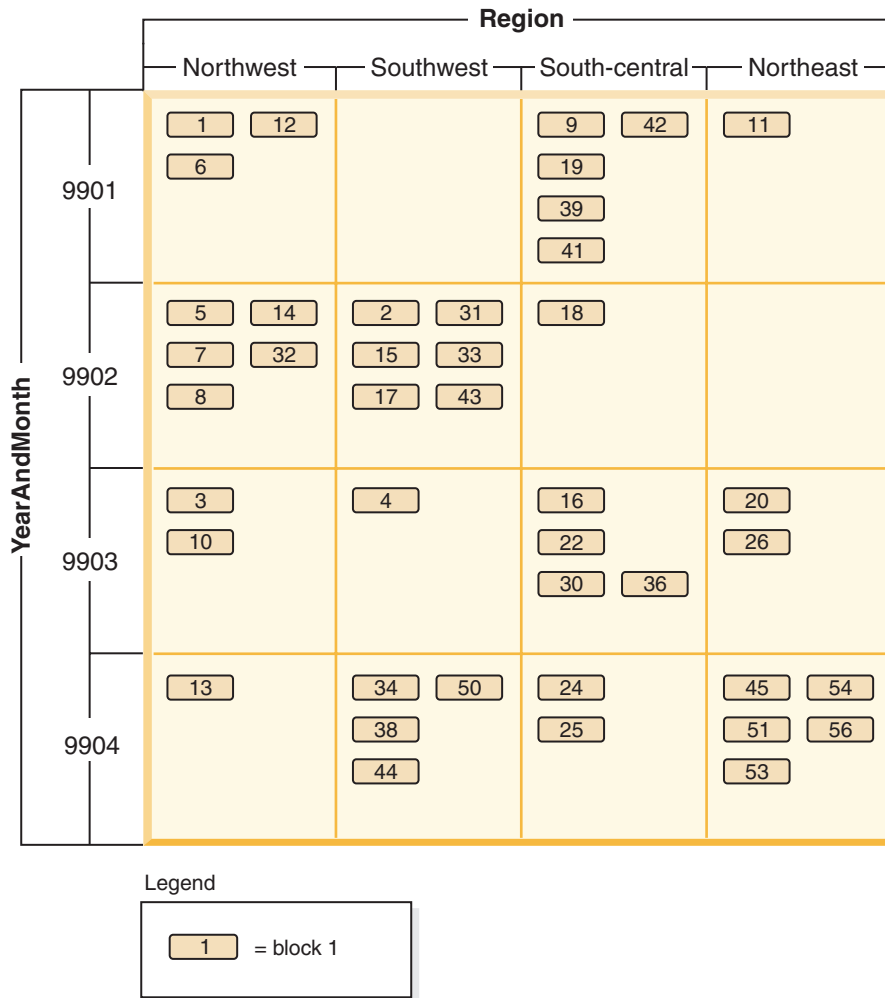 Region
Northwest Southwest South-central Northeast
YearAndMonth
9901
1 12 9 42 11
6 19
39
41
9902
5 14 2 31 18
7 32 15 33
8 17 43
9903
3 4 16 20
10 22 26
30 36
9904
13 34 50 24 45 54
38 25 51 56
44 53
Legend
1 = block 1